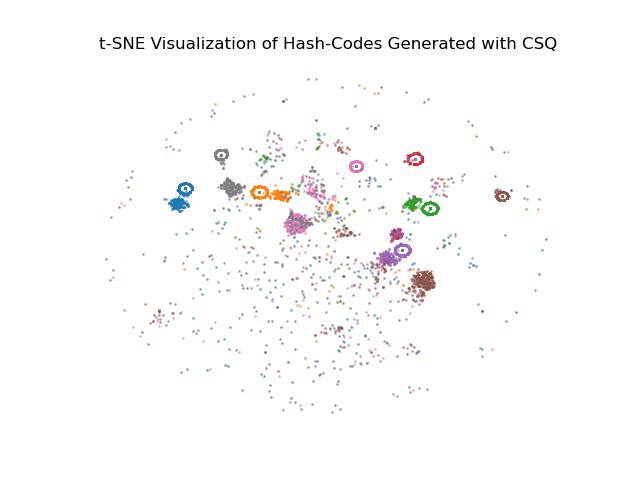 t-SNE Visualization of Hash-Codes Generated with CSQ